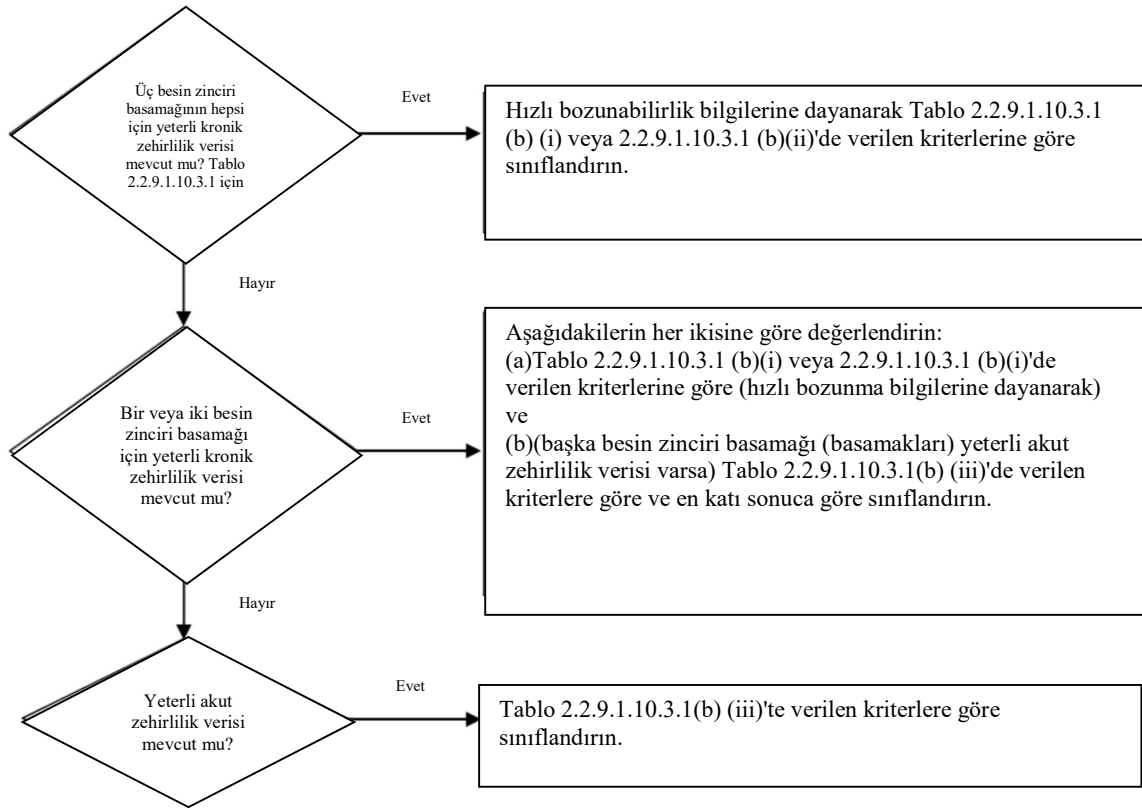 Üç besin zinciri
basamağının hepsi
için yeterli kronik
zehirlilik verisi
mevcut mu? Tablo
2.2.9.1.10.3.1 için
Evet
Hızlı bozunabilirlik bilgilerine dayanarak Tablo 2.2.9.1.10.3.1
(b) (i) veya 2.2.9.1.10.3.1 (b)(ii)'de verilen kriterlerine göre
sınıflandırın.
Hayır
Bir veya iki besin
zinciri basamağı
için yeterli kronik
zehirlilik verisi
mevcut mu?
Evet
Aşağıdakilerin her ikisine göre değerlendirin:
(a)Tablo 2.2.9.1.10.3.1 (b)(i) veya 2.2.9.1.10.3.1 (b)(i)'de
verilen kriterlerine göre (hızlı bozunma bilgilerine dayanarak)
ve
(b)(başka besin zinciri basamağı (basamakları) yeterli akut
zehirlilik verisi varsa) Tablo 2.2.9.1.10.3.1(b) (iii)'de verilen
kriterlere göre ve en katı sonuca göre sınıflandırın.
Hayır
Yeterli akut
zehirlilik verisi
mevcut mu?
Evet
Tablo 2.2.9.1.10.3.1(b) (iii)'te verilen kriterlere göre
sınıflandırın.